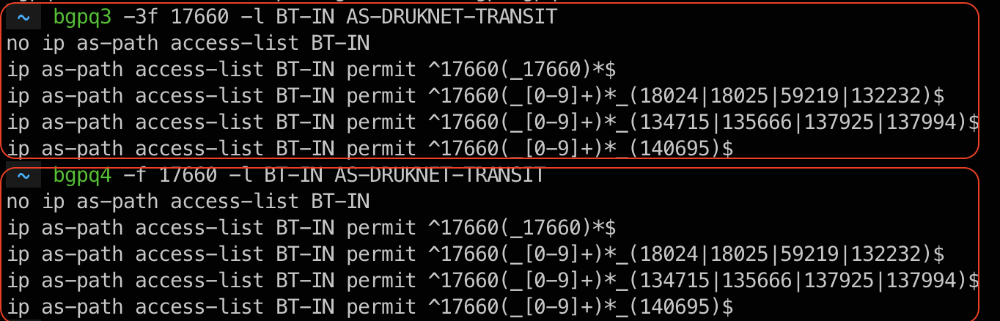 ~ bgpq3 -3f 17660 -l BT-IN AS-DRUKNET-TRANSIT
no ip as-path access-list BT-IN
ip as-path access-list BT-IN permit ^17660(_17660)*$
ip as-path access-list BT-IN permit ^17660(_[0-9]+)*_(18024|18025|59219|132232)$
ip as-path access-list BT-IN permit ^17660(_[0-9]+)*_(134715|135666|137925|137994)$
ip as-path access-list BT-IN permit ^17660(_[0-9]+)*_(140695)$
~ bgpq4 -f 17660 -l BT-IN AS-DRUKNET-TRANSIT
no ip as-path access-list BT-IN
ip as-path access-list BT-IN permit ^17660(_17660)*$
ip as-path access-list BT-IN permit ^17660(_[0-9]+)*_(18024|18025|59219|132232)$
ip as-path access-list BT-IN permit ^17660(_[0-9]+)*_(134715|135666|137925|137994)$
ip as-path access-list BT-IN permit ^17660(_[0-9]+)*_(140695)$